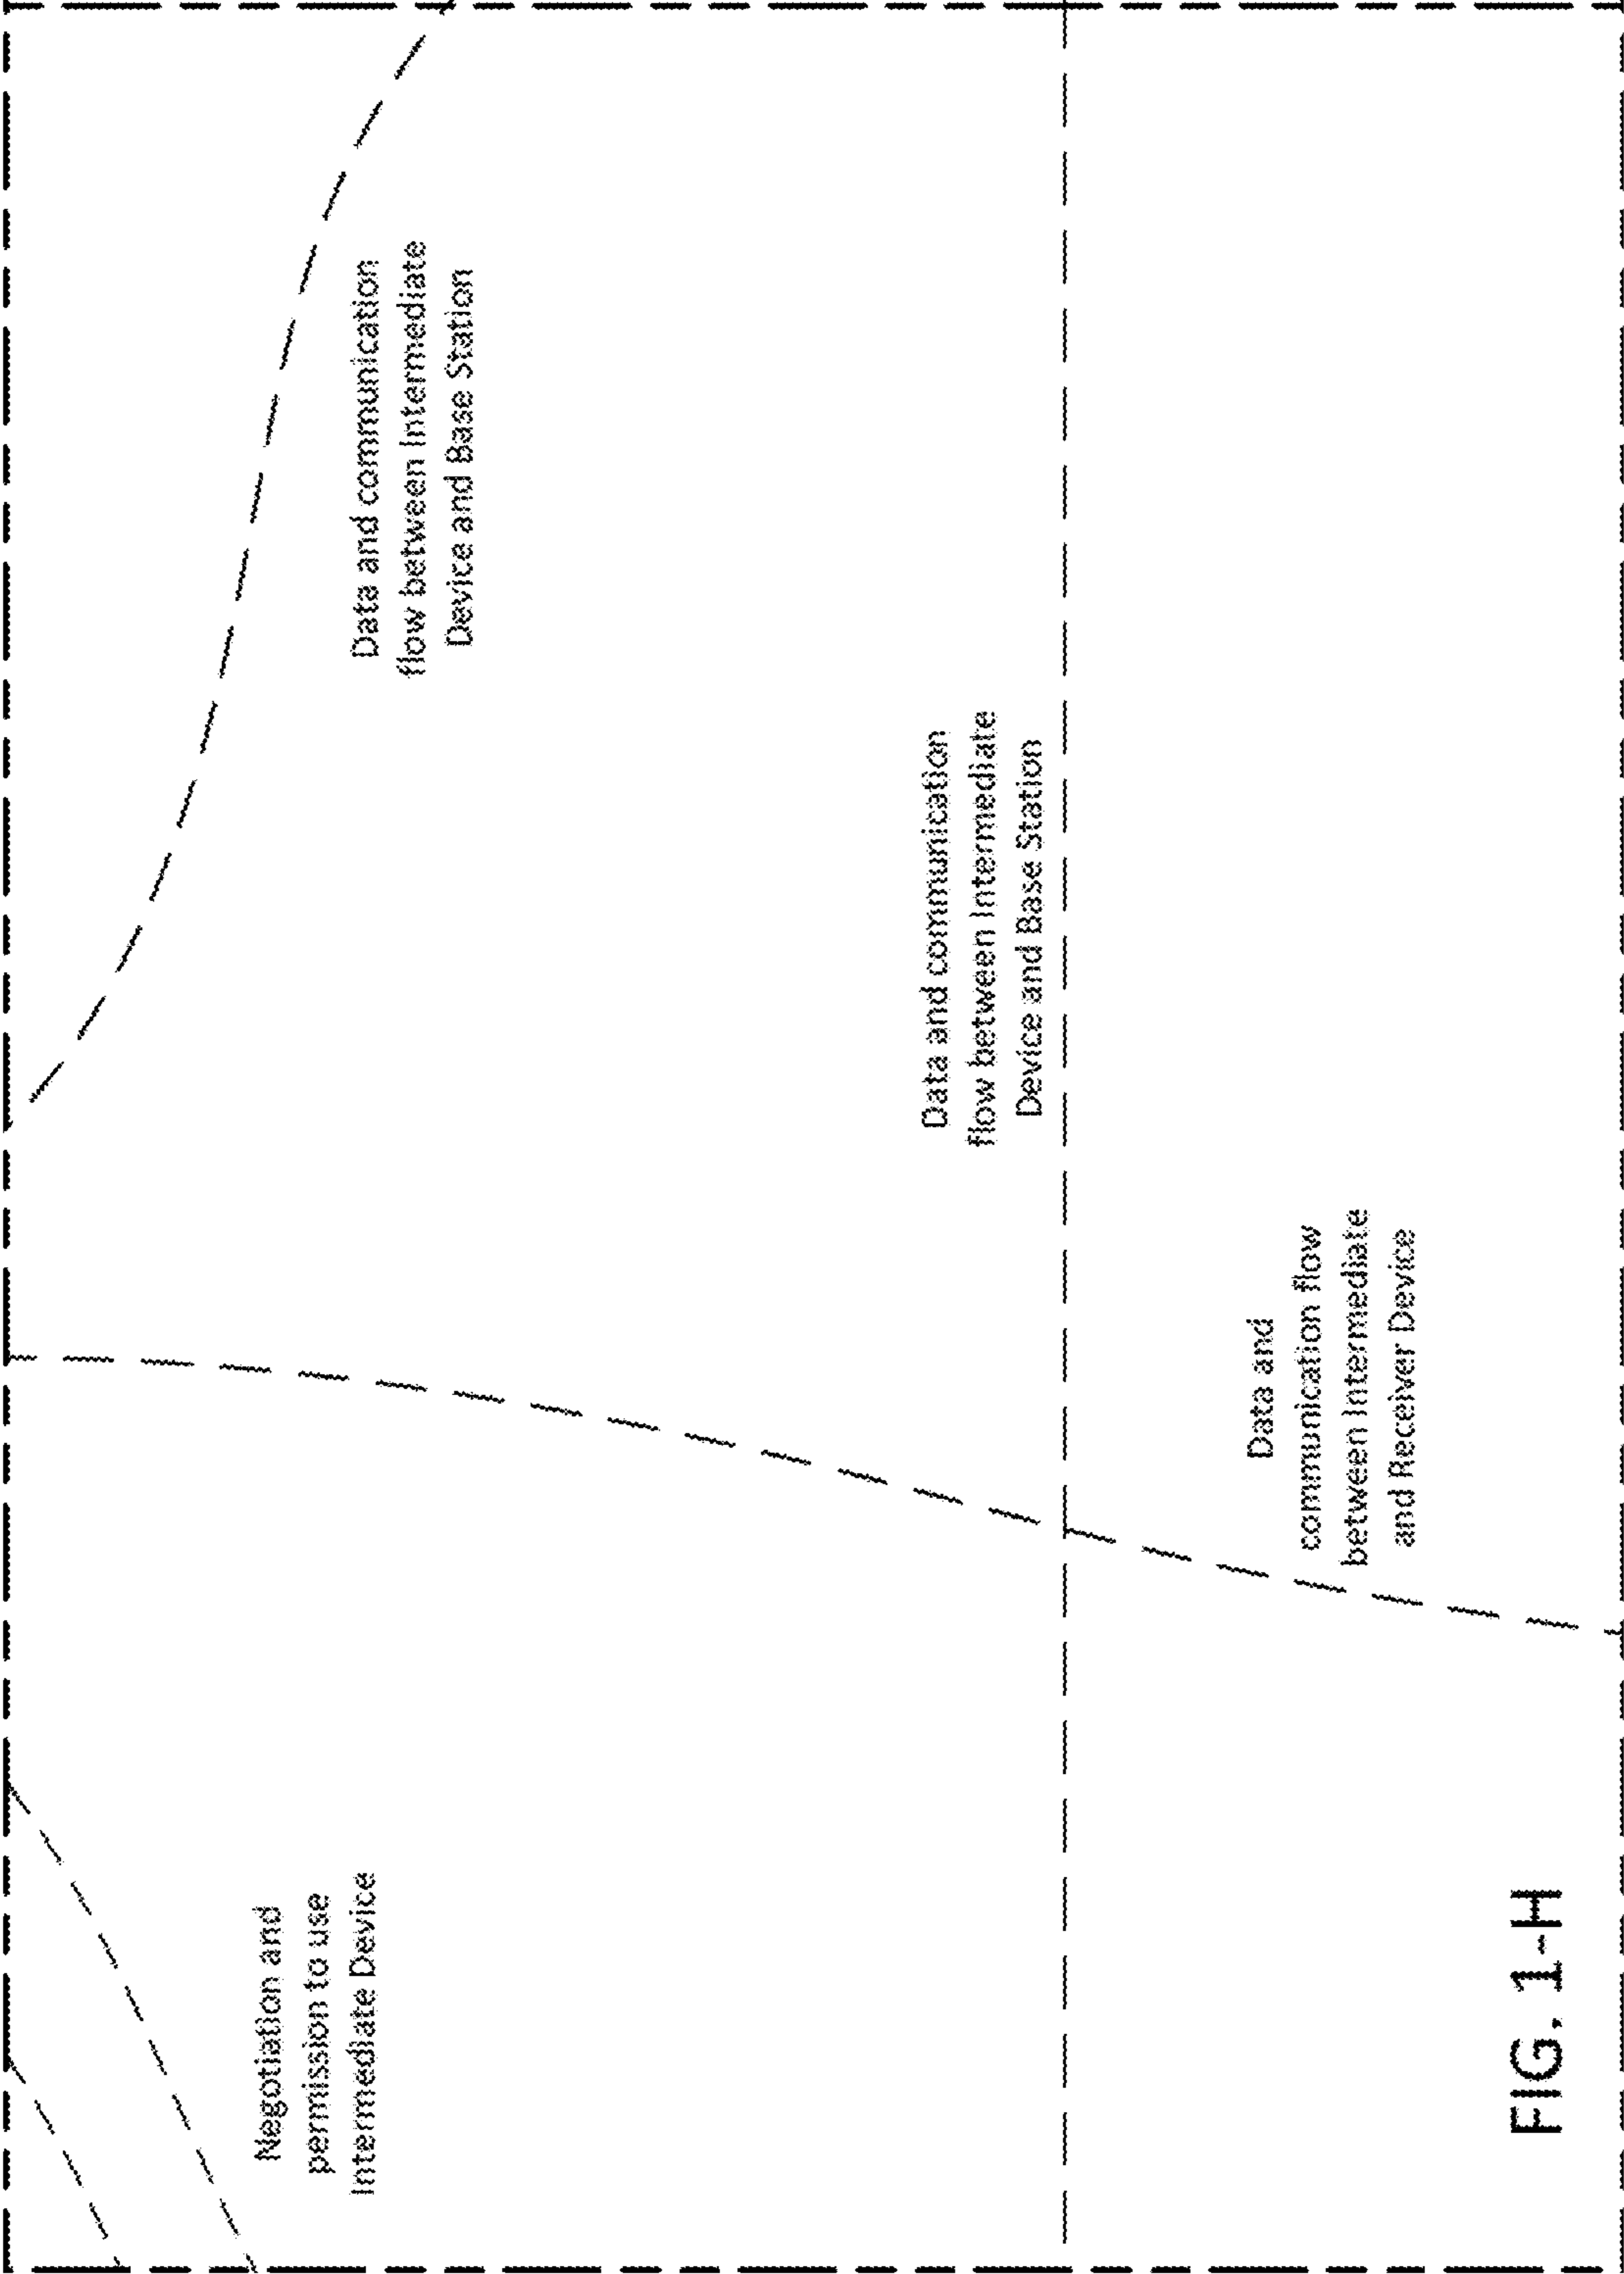 Negotiation and
permission to use
Intermediate Device
Data and communication
flow between Intermediate
Device and Base Station
Data and communication
flow between Intermediate
Device and Base Station
Data and
communication flow
between Intermediate
and Receiver Device
FIG. 1-H